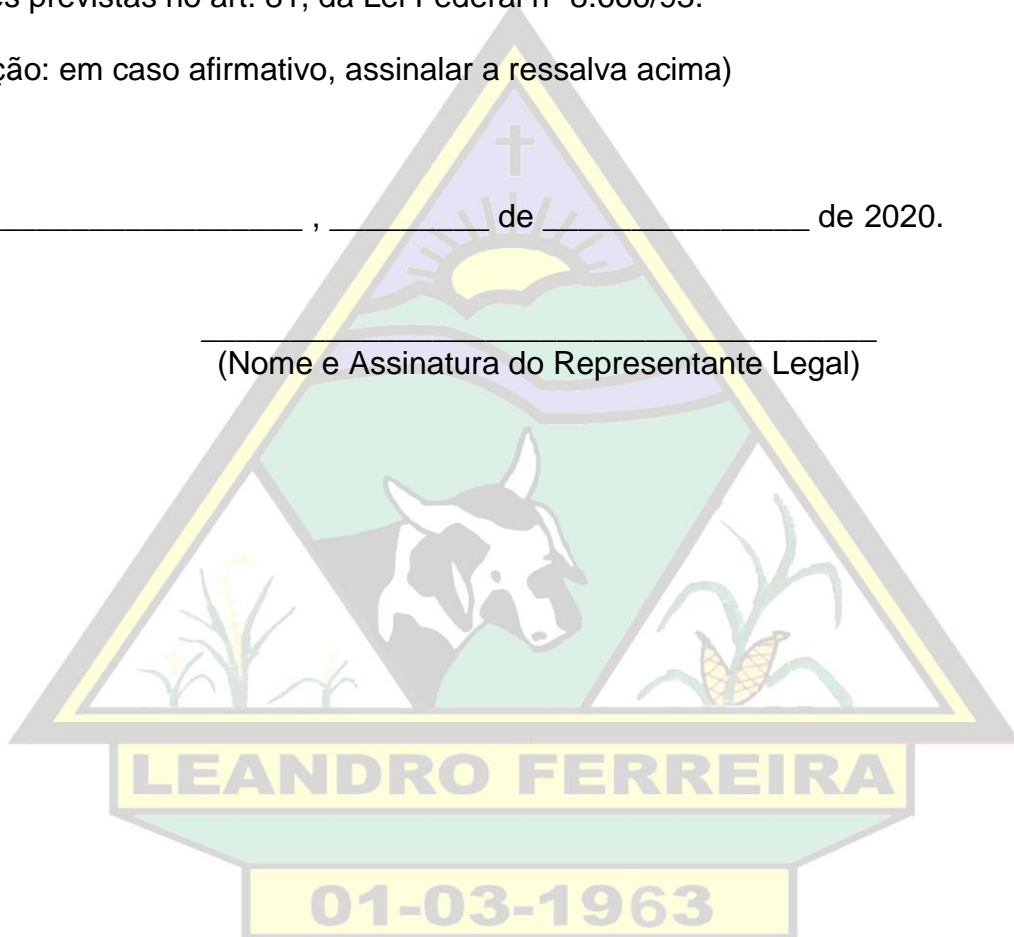 es previstas no art. 81, da Lei Federal nº 8.666/93.
ção: em caso afirmativo, assinalar a ressalva acima)
_________________ , _________ de _______________ de 2020.
______________________________________
(Nome e Assinatura do Representante Legal)
LEANDRO FERREIRA
01-03-1963